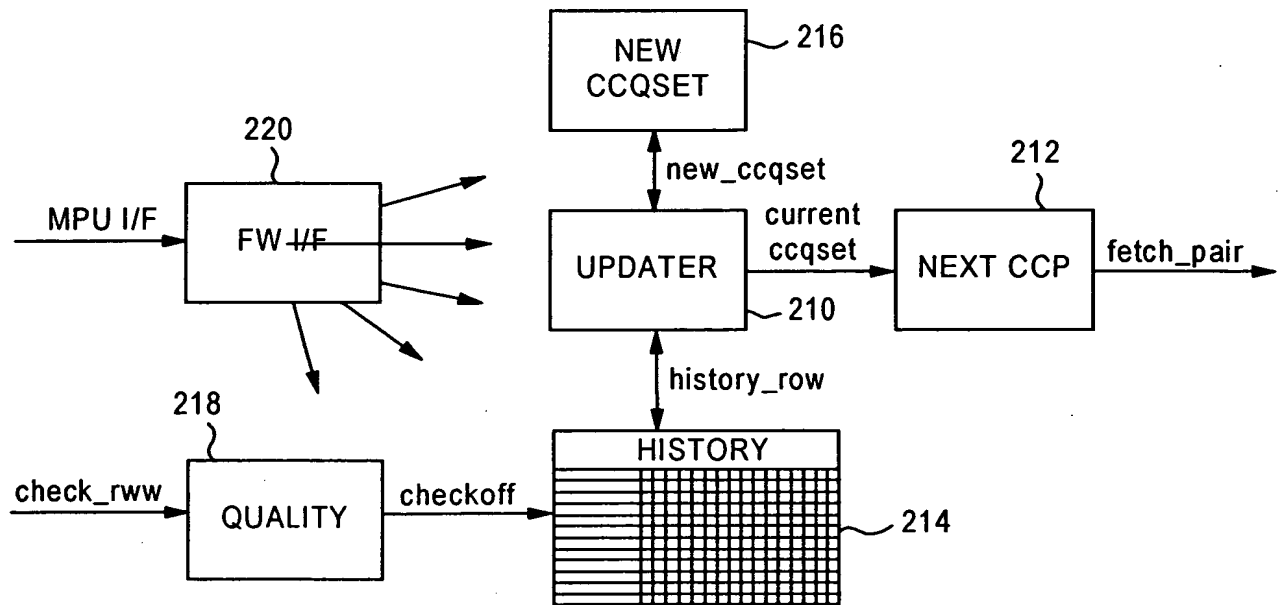 NEW
CCQSET
216
220
new_ccqset
212
MPU I/F
FW I/F
UPDATER
current
ccqset
NEXT CCP
fetch_pair
210
history_row
218
HISTORY
check_rww
QUALITY
checkoff
214